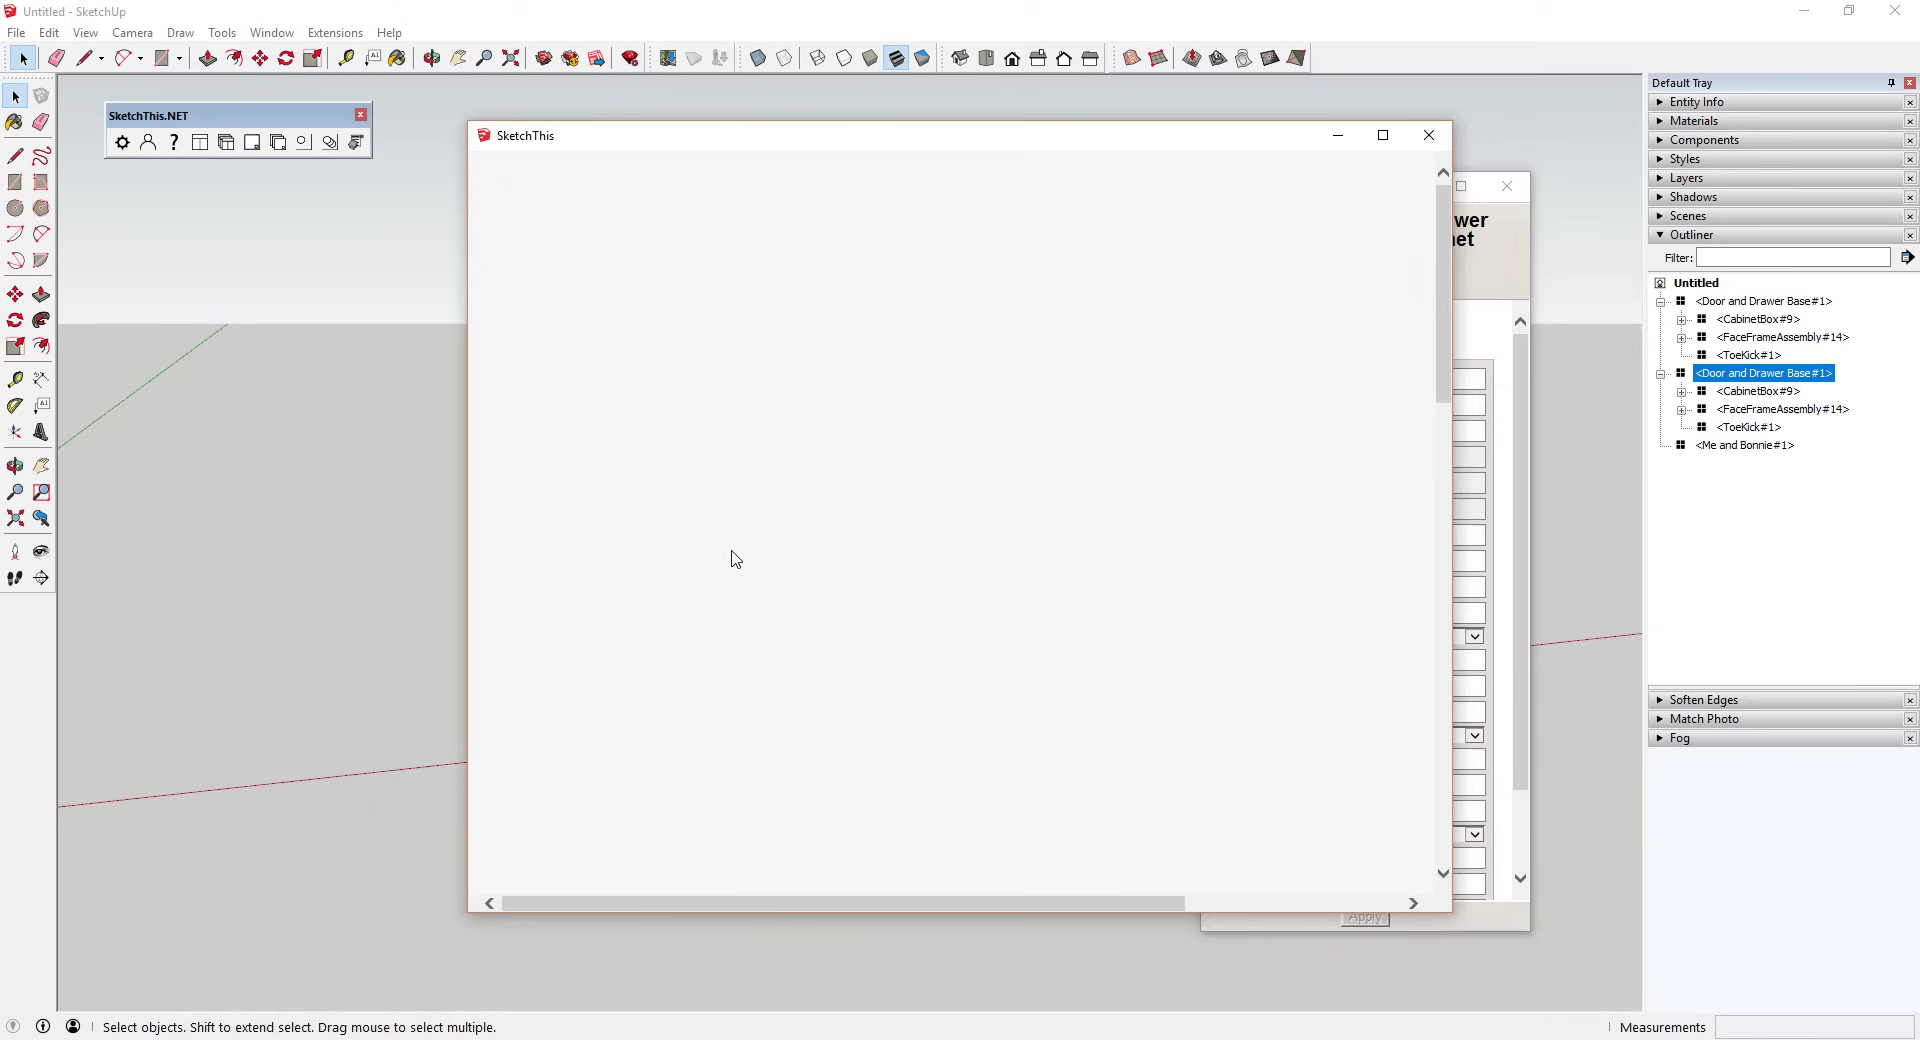 Untitled - SketchUp
File Edit View Camera Draw Tools Window Extensions Help
SketchThis.NET
?
A1
SketchThis
wer
et
Apply
Default Tray
Entity Info
Materials
Components
Styles
Layers
Shadows
Scenes
Outliner
Filter:
Untitled
<Door and Drawer Base#1>
<CabinetBox#9>
<FaceFrameAssembly#14>
<ToeKick#1>
<Door and Drawer Base#1>
<CabinetBox#9>
<FaceFrameAssembly#14>
<ToeKick#1>
<Me and Bonnie#1>
Soften Edges
Match Photo
Fog
A1
Select objects. Shift to extend select. Drag mouse to select multiple.
Measurements